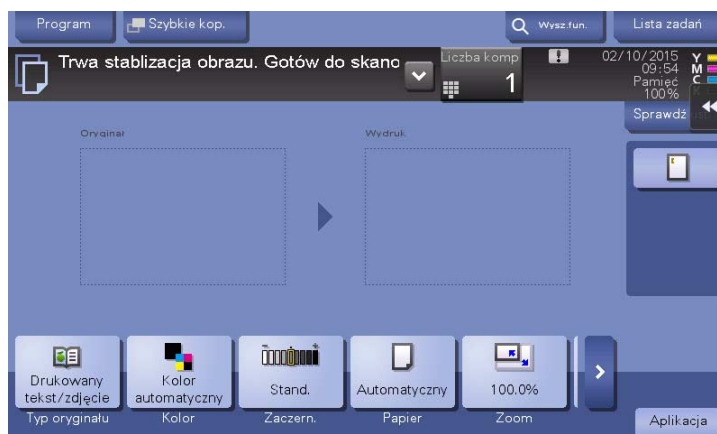 Program
Szybkie kop.
Wysz.fun.
Lista zadań
Trwa stablizacja obrazu. Gotów do skano
Liczba komp
1
02/10/2015
09:54
Pamięć
100%
Y
M
C
K
Sprawdź
Oryginał
Wydruk
Drukowany
tekst/zdjęcie
Kolor
automatyczny
Stand.
Automatyczny
100.0%
Typ oryginału
Kolor
Zaczern.
Papier
Zoom
Aplikacja